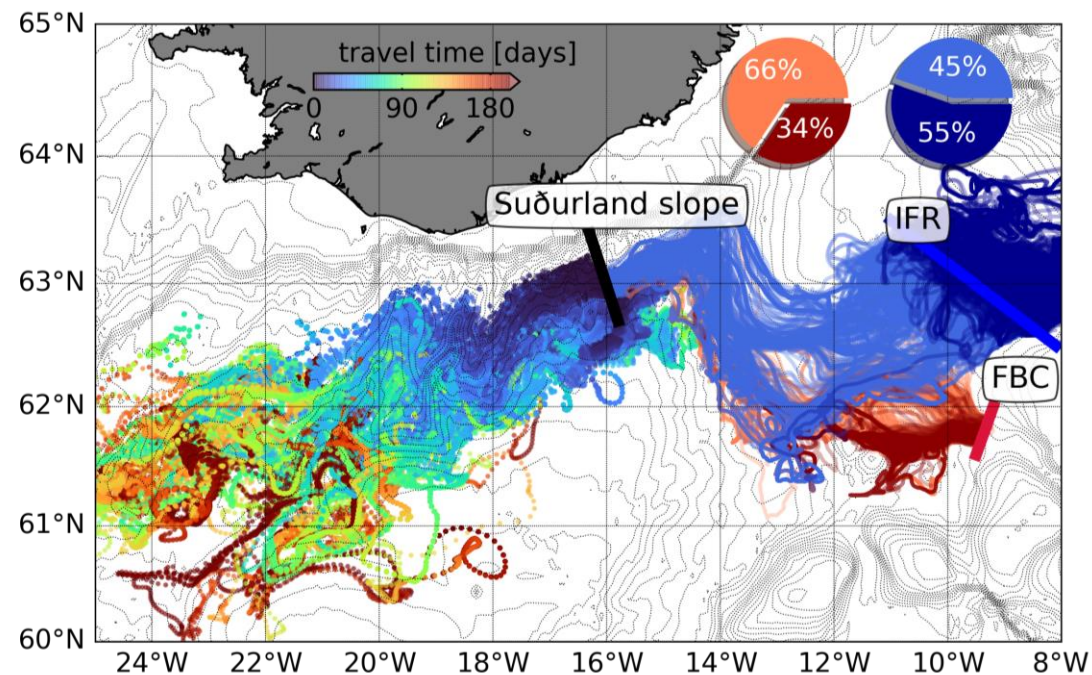 65°N
64°N
63°N
62°N
61°N
60°N
travel time [days]
0 90 180
66%
34%
45%
55%
Suðurland slope
IFR
FBC
24°W 22°W 20°W 18°W 16°W 14°W 12°W 10°W 8°W